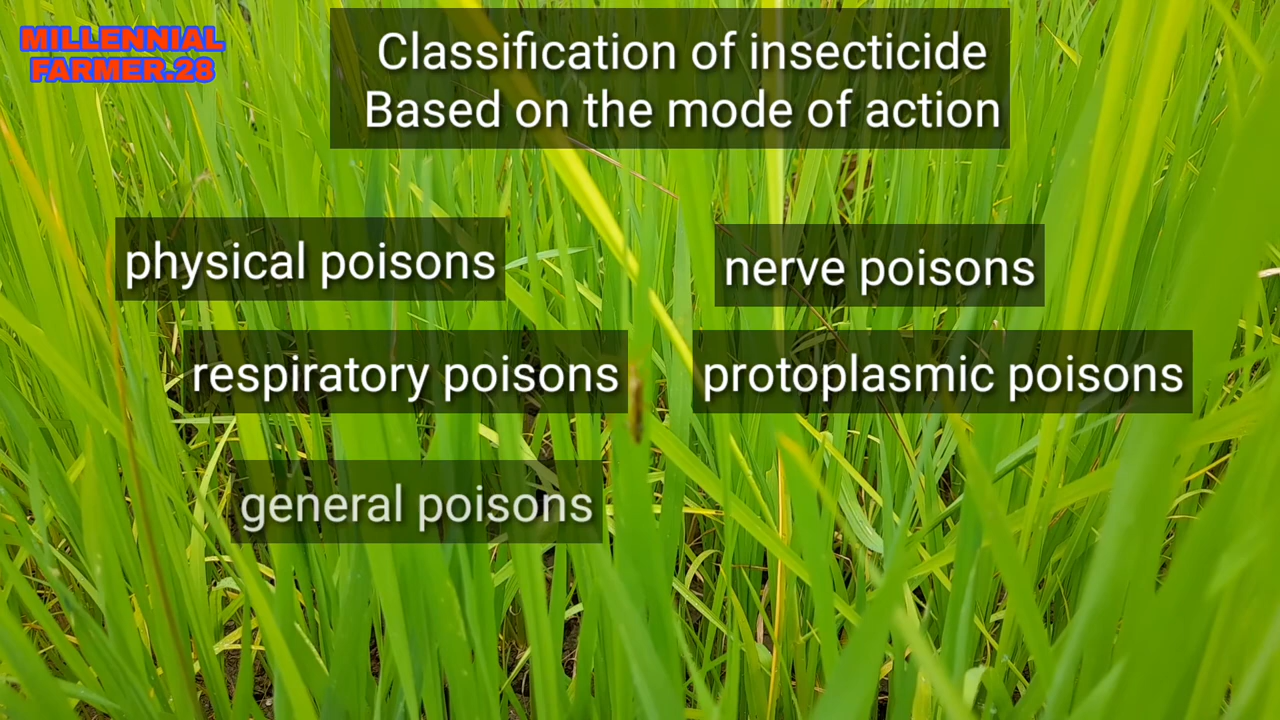 MILLENNIAL
FARMER.28
Classification of insecticide
Based on the mode of action
physical poisons
nerve poisons
respiratory poisons
protoplasmic poisons
general poisons